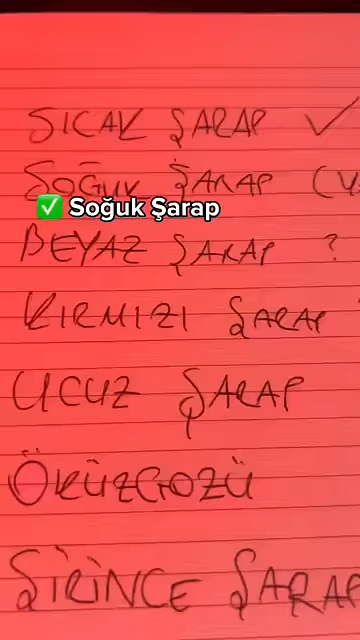 SICAK ŞARAP ✓
SOĞUK ŞARAP (
✅ Soğuk Şarap
BEYAZ ŞARAP ?
KIRMIZI ŞARAP
UCUZ ŞARAP
ÖKÜZGÖZÜ
ŞİRİNCE ŞARAP